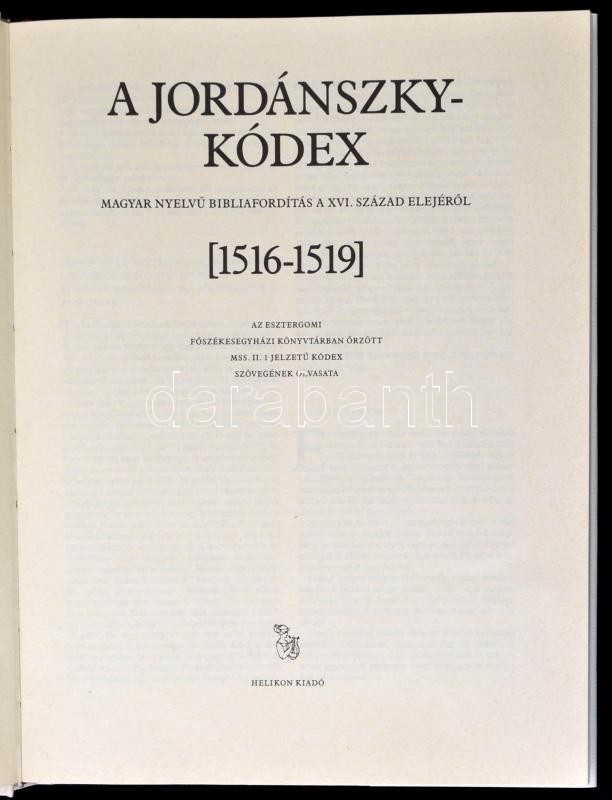 A JORDÁNSZKY-
KÓDEX
MAGYAR NYELVŰ BIBLIAFORDÍTÁS A XVI. SZÁZAD ELEJÉRŐL
[1516-1519]
AZ ESZTERGOMI
FŐSZÉKESEGYHÁZI KÖNYVTÁRBAN ŐRZÖTT
MSS. II. 1 JELZETŰ KÓDEX
SZÖVEGÉNEK OLVASATA
darabanth
E
HELIKON KIADÓ